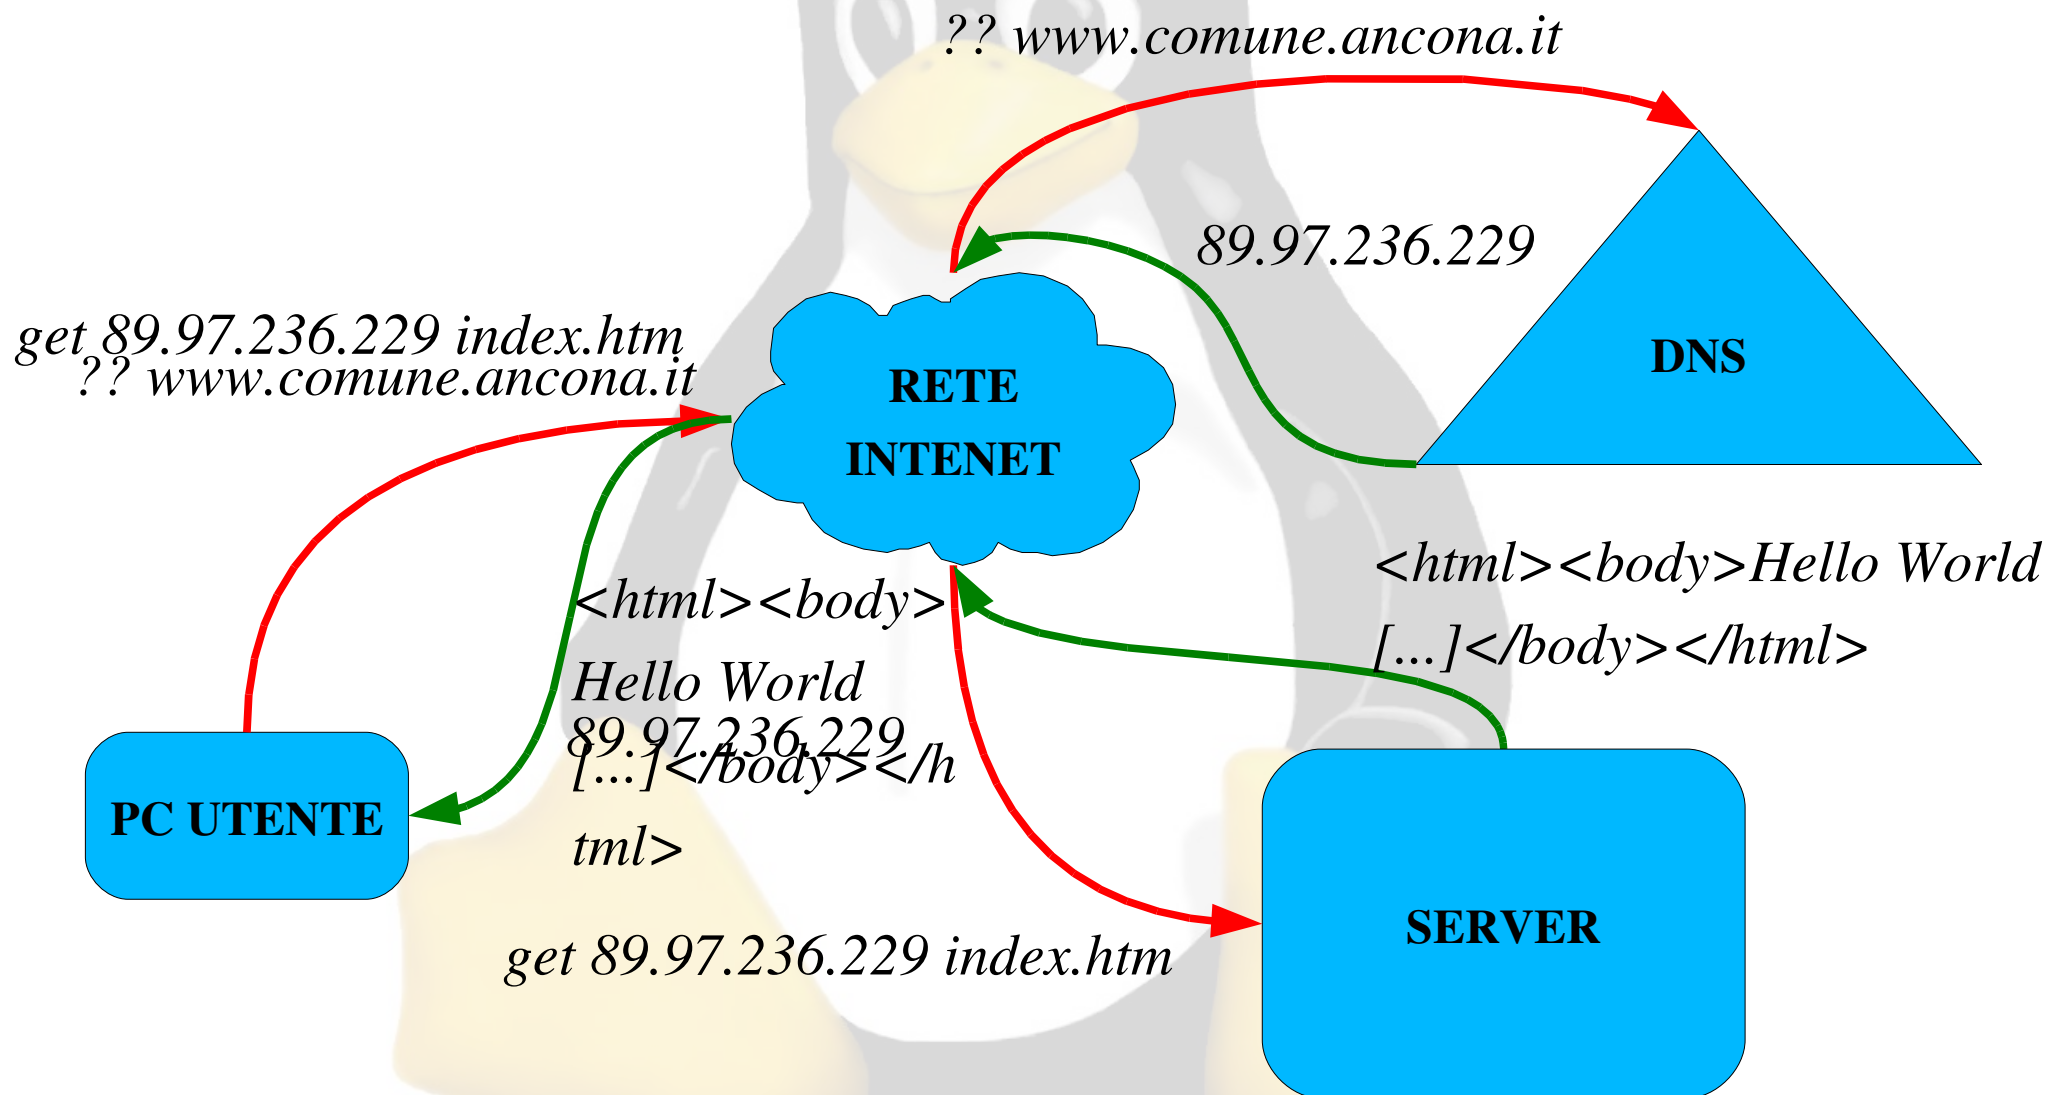 ?? www.comune.ancona.it
89.97.236.229
get 89.97.236.229 index.htm
?? www.comune.ancona.it
RETE
INTENET
DNS
<html><body>Hello World
[...]</body></html>
<html><body>
Hello World
89.97.236.229
[...]</body></h
tml>
PC UTENTE
SERVER
get 89.97.236.229 index.htm